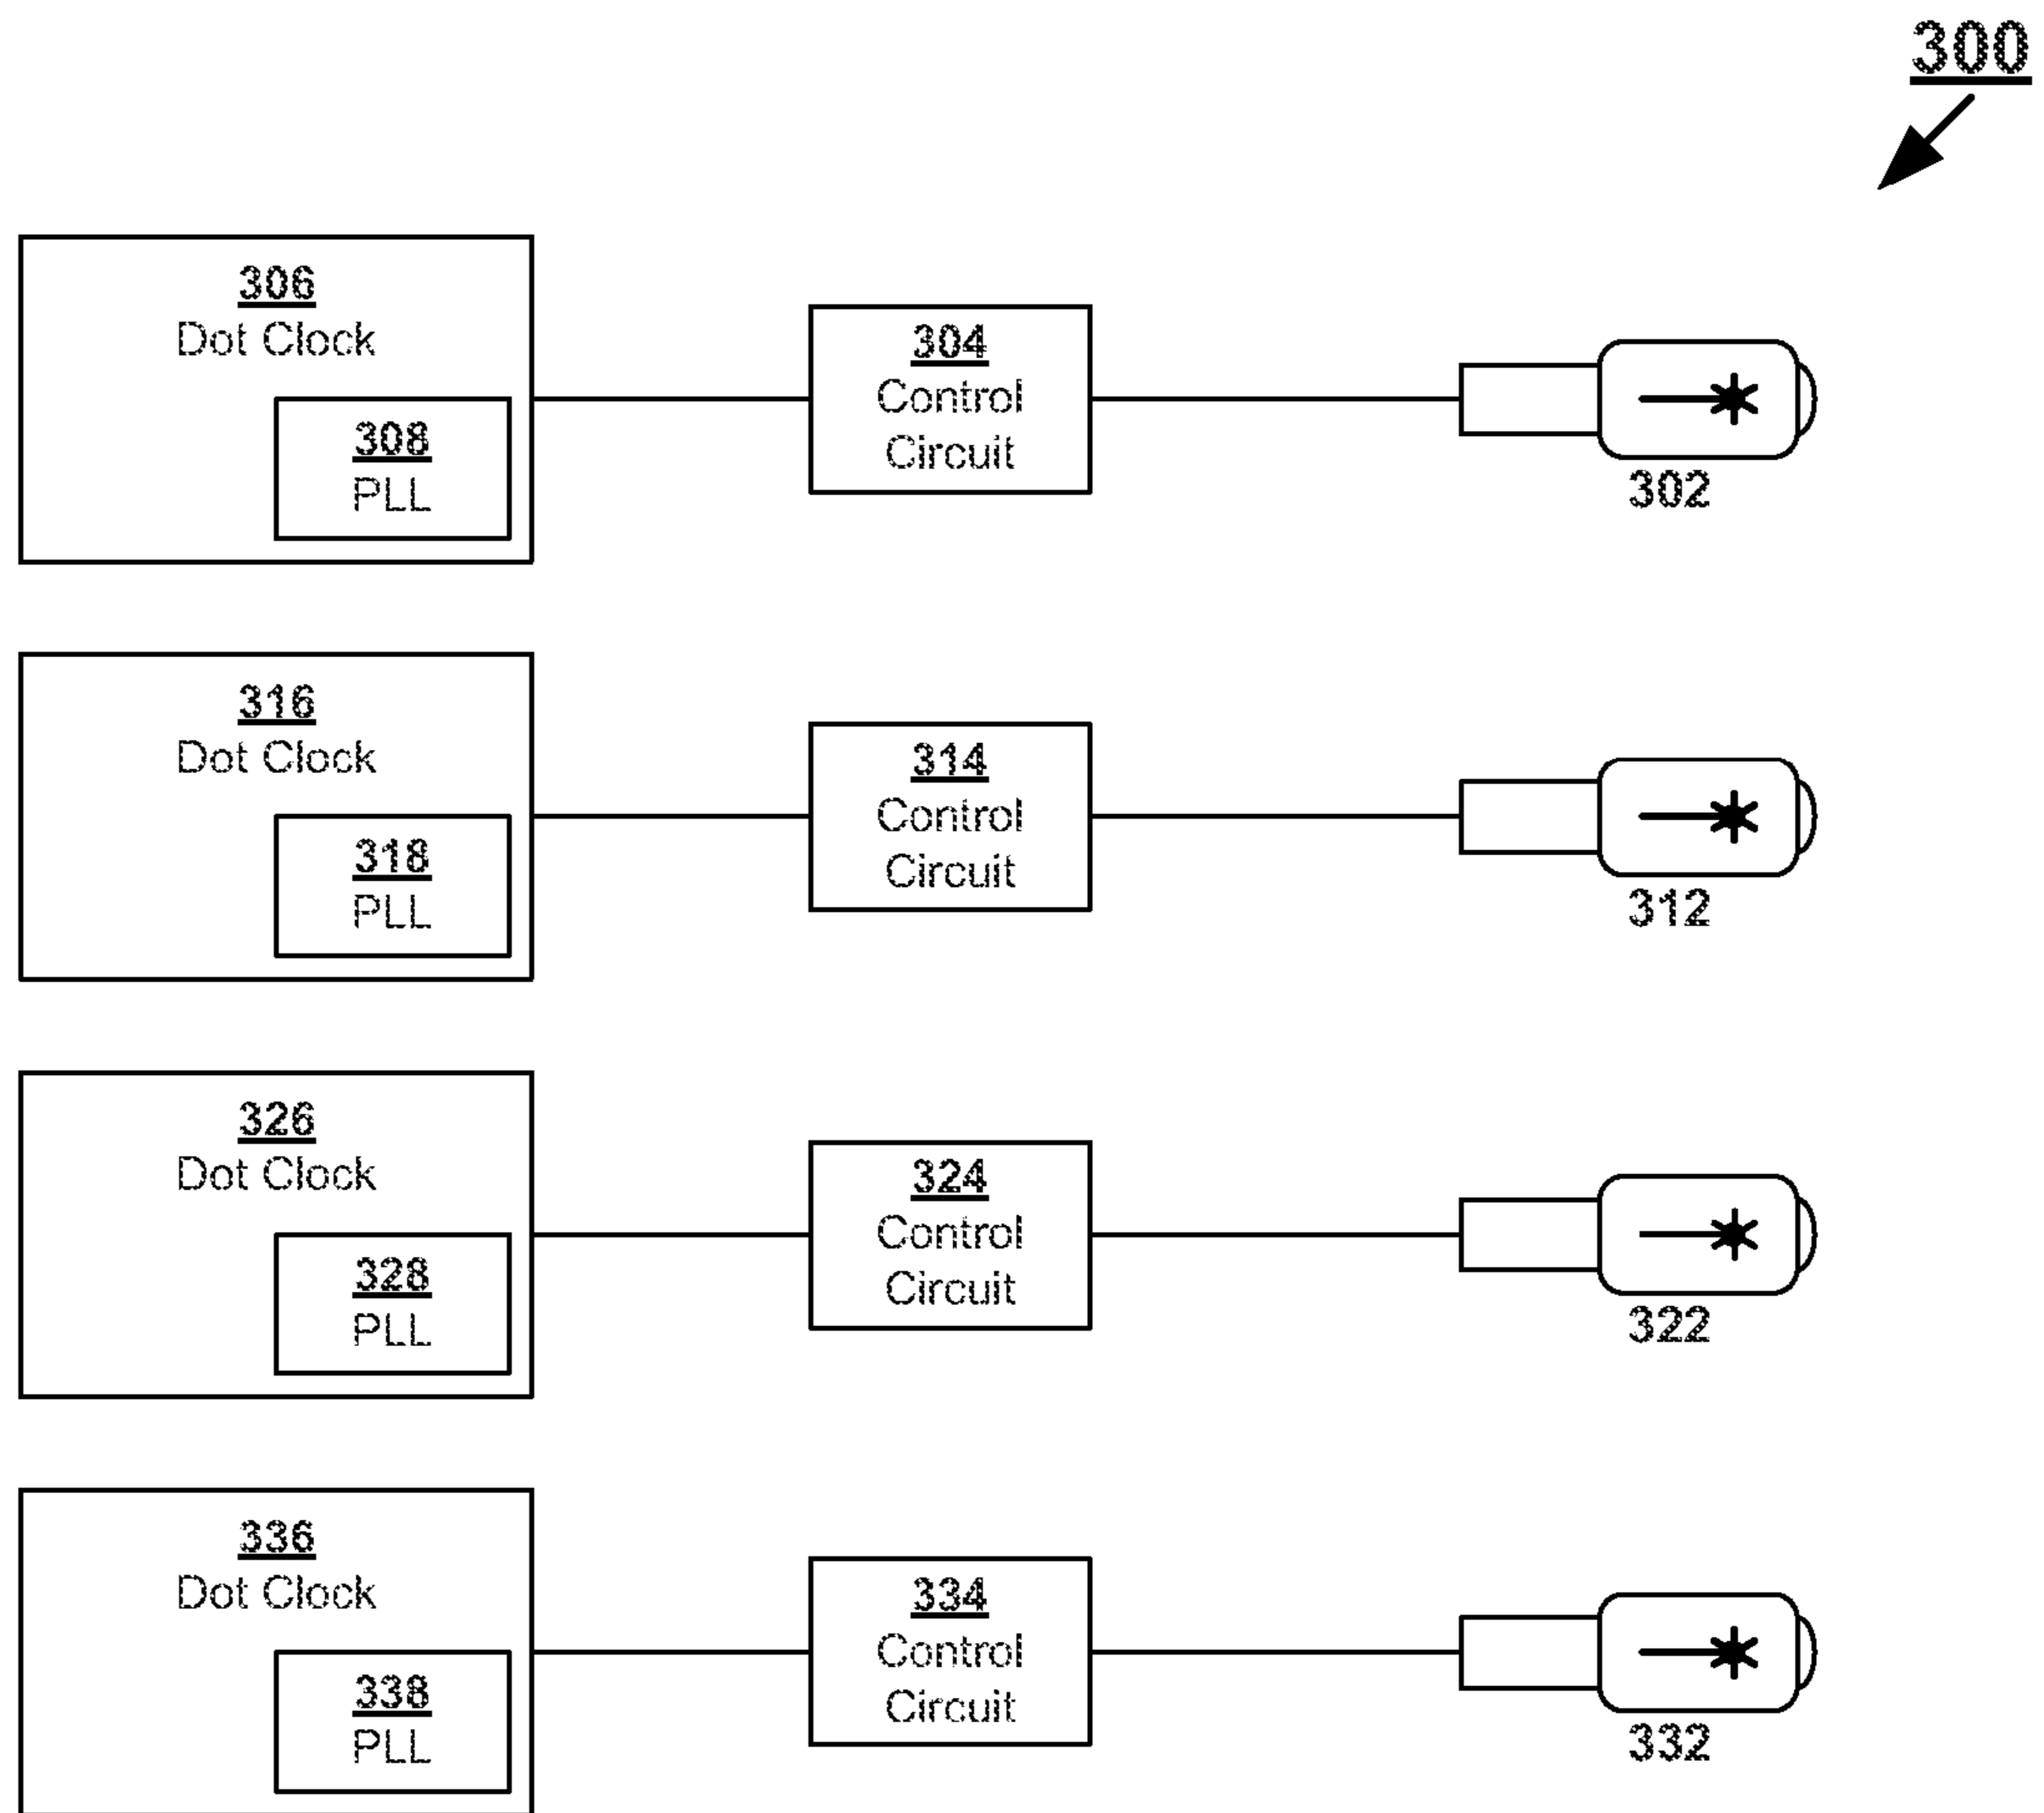 300
306
Dot Clock
308
PLL
304
Control
Circuit
302
316
Dot Clock
318
PLL
314
Control
Circuit
312
326
Dot Clock
328
PLL
324
Control
Circuit
322
336
Dot Clock
338
PLL
334
Control
Circuit
332